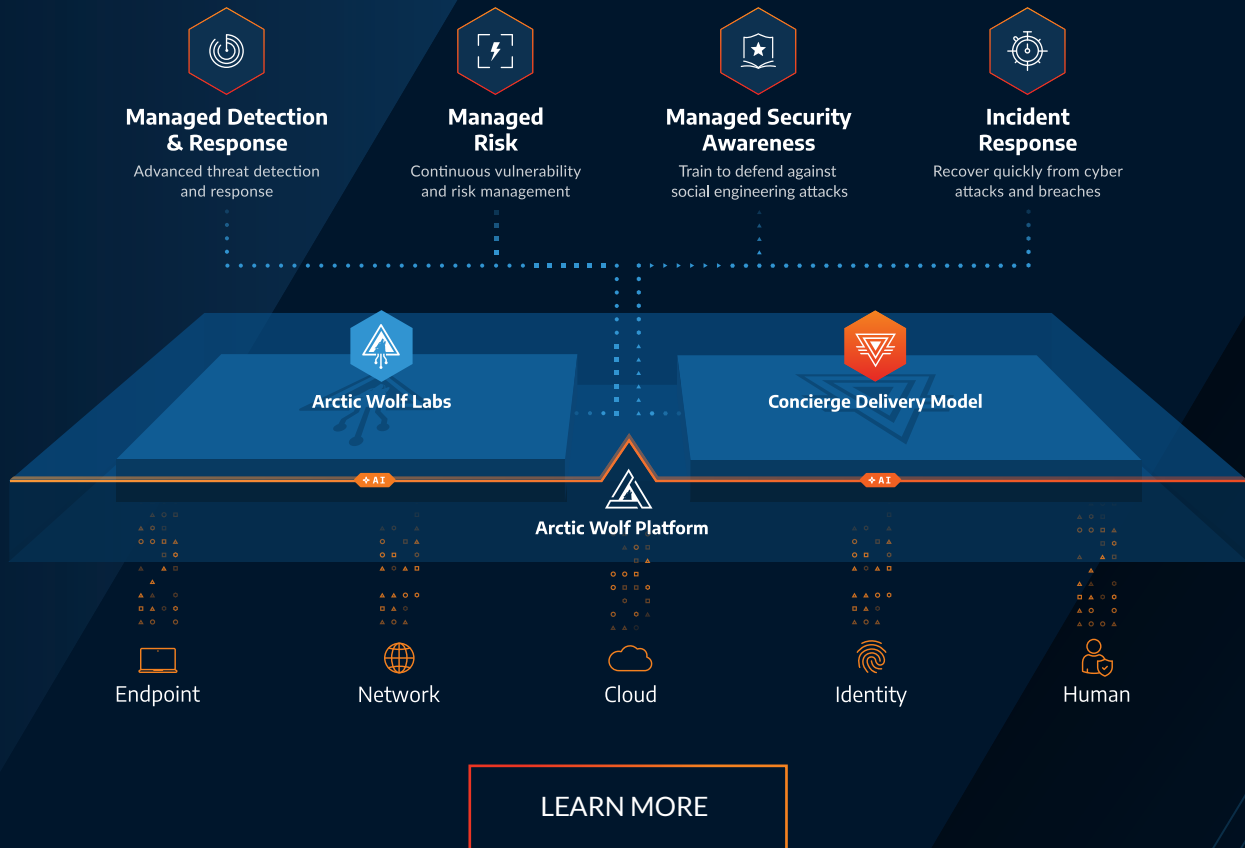 Managed Detection
& Response
Advanced threat detection
and response
Managed
Risk
Continuous vulnerability
and risk management
Managed Security
Awareness
Train to defend against
social engineering attacks
Incident
Response
Recover quickly from cyber
attacks and breaches
Arctic Wolf Labs
Concierge Delivery Model
AI
AI
Arctic Wolf Platform
Endpoint
Network
Cloud
Identity
Human
LEARN MORE